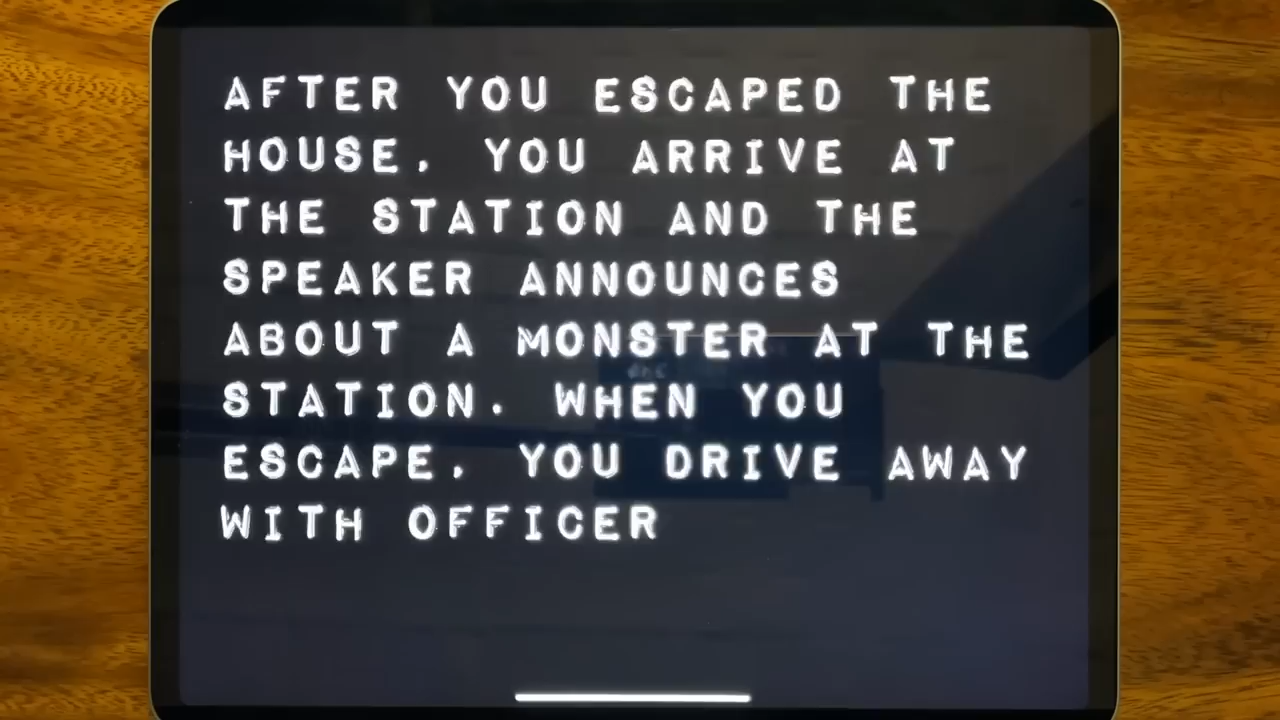 AFTER YOU ESCAPED THE
HOUSE, YOU ARRIVE AT
THE STATION AND THE
SPEAKER ANNOUNCES
ABOUT A MONSTER AT THE
STATION. WHEN YOU
ESCAPE, YOU DRIVE AWAY
WITH OFFICER